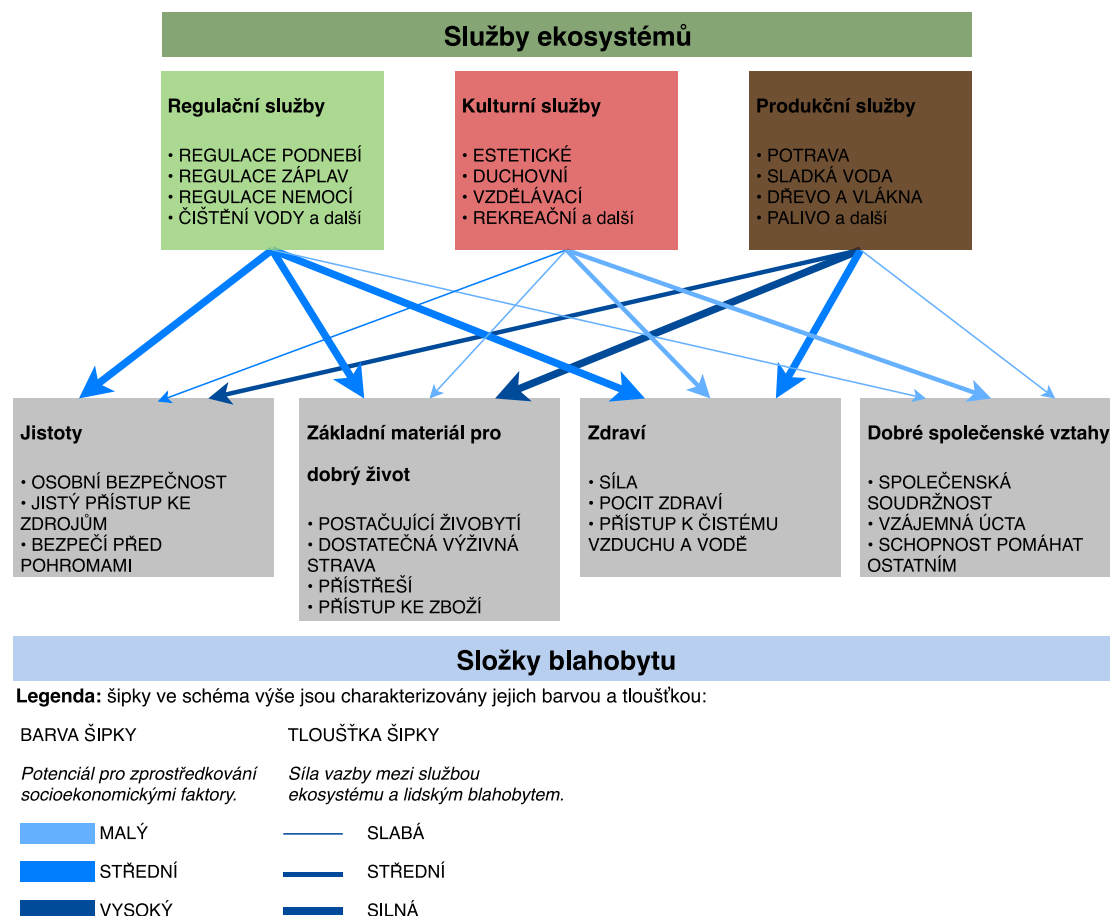 Služby ekosystémů
Regulační služby
• REGULACE PODNEBÍ
• REGULACE ZÁPLAV
• REGULACE NEMOCÍ
• ČIŠTĚNÍ VODY a další
Kulturní služby
• ESTETICKÉ
• DUCHOVNÍ
• VZDĚLÁVACÍ
• REKREAČNÍ a další
Produkční služby
• POTRAVA
• SLADKÁ VODA
• DŘEVO A VLÁKNA
• PALIVO a další
Jistoty
• OSOBNÍ BEZPEČNOST
• JISTÝ PŘÍSTUP KE
ZDROJŮM
• BEZPEČÍ PŘED
POHROMAMI
Základní materiál pro
dobrý život
• POSTAČUJÍCÍ ŽIVOBYTÍ
• DOSTATEČNÁ VÝŽIVNÁ
STRAVA
• PŘÍSTŘEŠÍ
• PŘÍSTUP KE ZBOŽÍ
Zdraví
• SÍLA
• POCIT ZDRAVÍ
• PŘÍSTUP K ČISTÉMU
VZDUCHU A VODĚ
Dobré společenské vztahy
• SPOLEČENSKÁ
SOUDRŽNOST
• VZÁJEMNÁ ÚCTA
• SCHOPNOST POMÁHAT
OSTATNÍM
Složky blahobytu
Legenda: šipky ve schéma výše jsou charakterizovány jejich barvou a tloušťkou:
BARVA ŠIPKY
Potenciál pro zprostředkování
socioekonomickými faktory.
MALÝ
STŘEDNÍ
VYSOKÝ
TLOUŠŤKA ŠIPKY
Síla vazby mezi službou
ekosystému a lidským blahobytem.
SLABÁ
STŘEDNÍ
SILNÁ